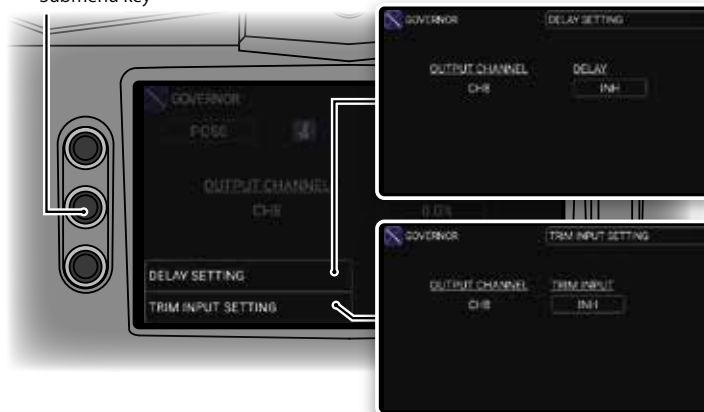 Submenu key
GOVERNOR
DELAY SETTING
OUTPUT CHANNEL DELAY
CH8 INH
GOVERNOR
POS0
OUTPUT CHANNEL
CH8 0.0%
DELAY SETTING
TRIM INPUT SETTING
GOVERNOR
TRIM INPUT SETTING
OUTPUT CHANNEL TRIM INPUT
CH8 INH